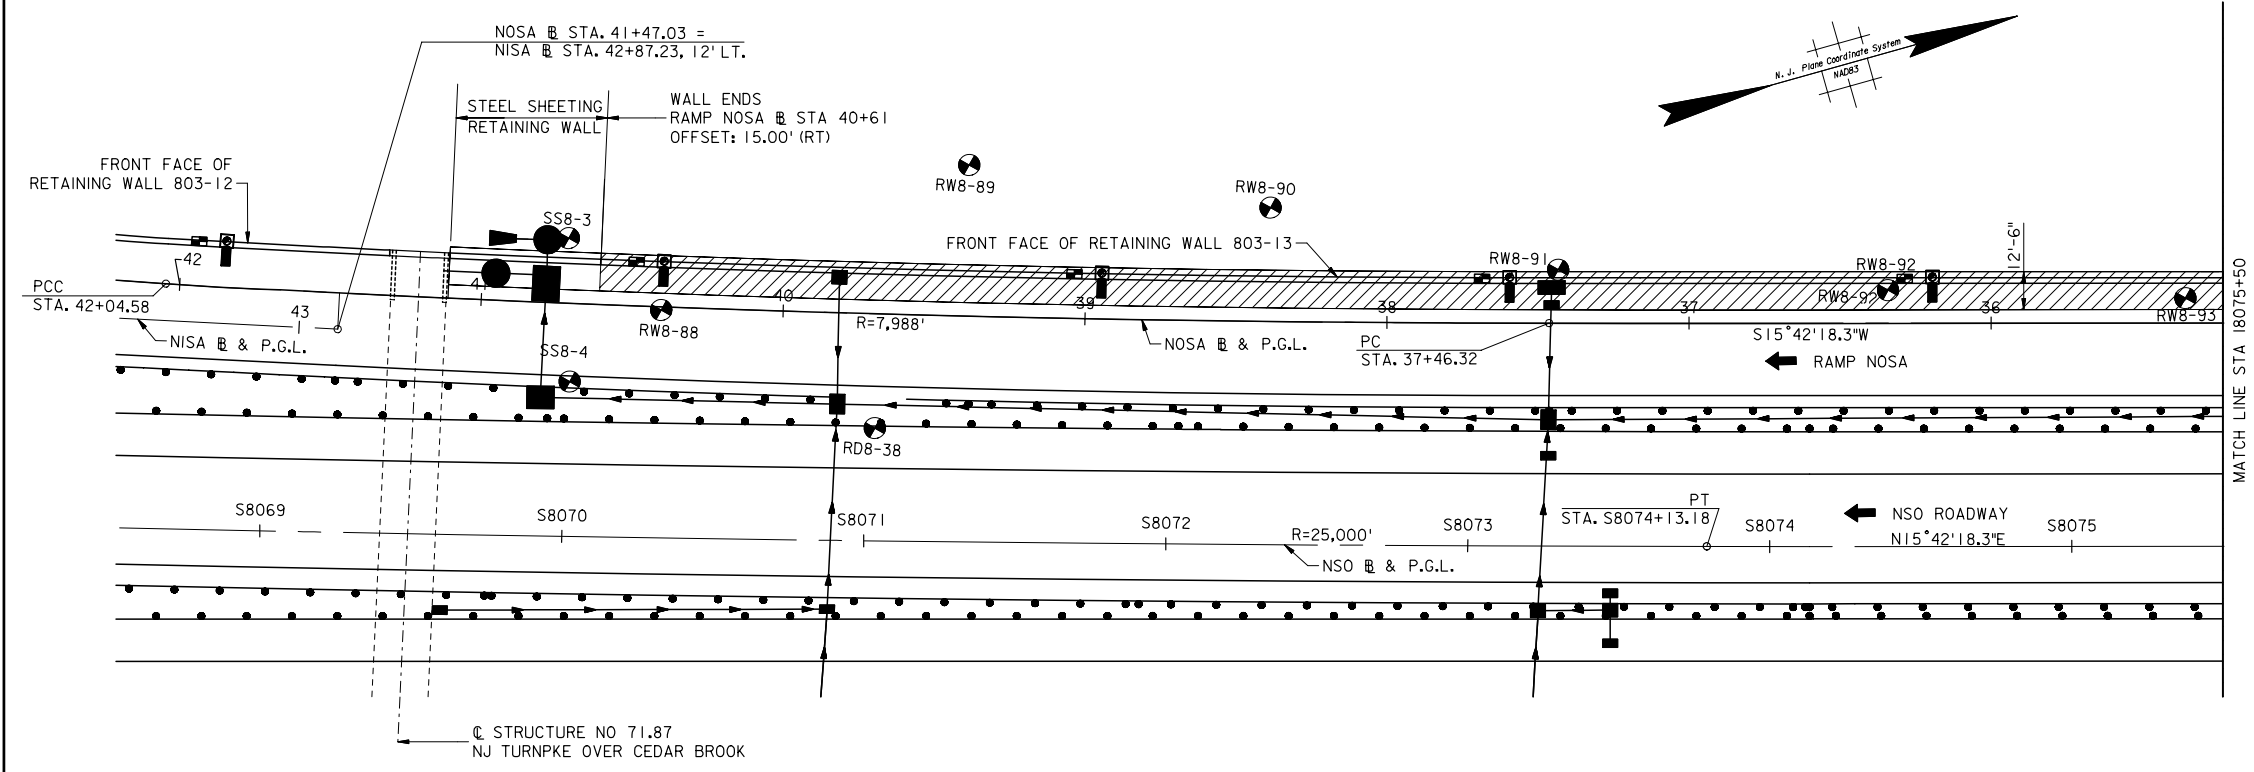 NOSA ℄ STA. 41+47.03 =
NISA ℄ STA. 42+87.23, 12' LT.
STEEL SHEETING
RETAINING WALL
WALL ENDS
RAMP NOSA ℄ STA 40+61
OFFSET: 15.00' (RT)
N. J. Plane Coordinate System
NAD83
FRONT FACE OF
RETAINING WALL 803-12
RW8-89
RW8-90
SS8-3
FRONT FACE OF RETAINING WALL 803-13
RW8-91
RW8-92
RW8-92
RW8-93
12'-6"
MATCH LINE STA 18075+50
PCC
STA. 42+04.58
42
41
40
39
38
37
36
43
RW8-88
R=7,988'
NISA ℄ & P.G.L.
NOSA ℄ & P.G.L.
PC
STA. 37+46.32
S15°42'18.3"W
RAMP NOSA
SS8-4
RD8-38
S8069
S8070
S8071
S8072
S8073
S8074
S8075
PT
STA. S8074+13.18
NSO ROADWAY
N15°42'18.3"E
R=25,000'
NSO ℄ & P.G.L.
℄ STRUCTURE NO 71.87
NJ TURNPKE OVER CEDAR BROOK